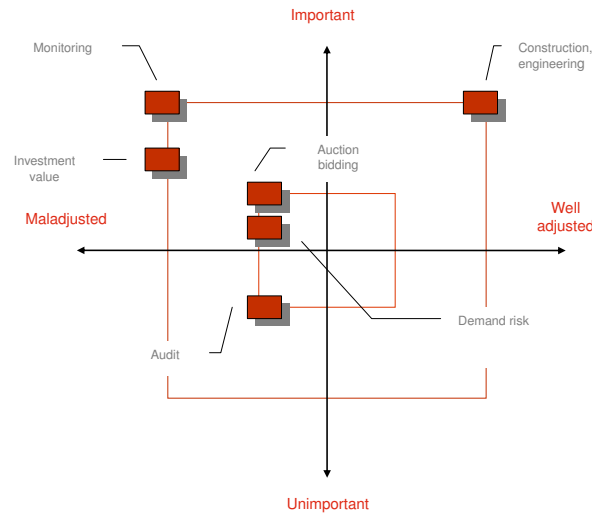 Important
Monitoring
Construction,
engineering
Investment
value
Auction
bidding
Maladjusted
Well
adjusted
Demand risk
Audit
Unimportant